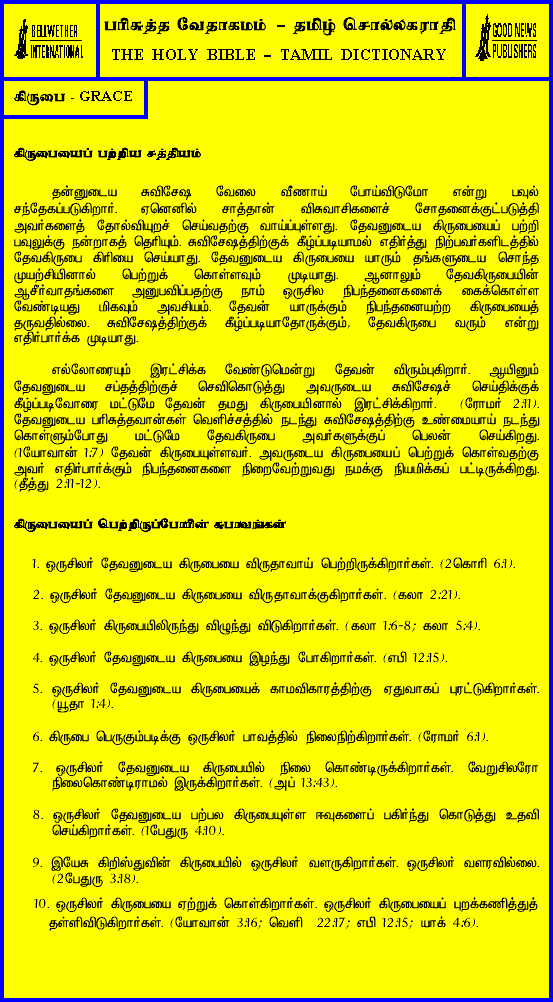 BELLWETHER
INTERNATIONAL
பரிசுத்த வேதாகமம் – தமிழ் சொல்லகராதி
THE HOLY BIBLE – TAMIL DICTIONARY
GOOD NEWS
PUBLISHERS
கிருபை - GRACE
கிருபையைப் பற்றிய சத்தியம்
தன்னுடைய சுவிசேஷ வேலை வீணாய் போய்விடுமோ என்று பவுல்
சந்தேகப்படுகிறார். ஏனெனில் சாத்தான் விசுவாசிகளைச் சோதனைக்குட்படுத்தி
அவர்களைத் தோல்வியுறச் செய்வதற்கு வாய்ப்புள்ளது. தேவனுடைய கிருபையைப் பற்றி
பவுலுக்கு நன்றாகத் தெரியும். சுவிசேஷத்திற்குக் கீழ்ப்படியாமல் எதிர்த்து நிற்பவர்களிடத்தில்
தேவகிருபை கிரியை செய்யாது. தேவனுடைய கிருபையை யாரும் தங்களுடைய சொந்த
முயற்சியினால் பெற்றுக் கொள்ளவும் முடியாது. ஆனாலும் தேவகிருபையின்
ஆசீர்வாதங்களை அனுபவிப்பதற்கு நாம் ஒருசில நிபந்தனைகளைக் கைக்கொள்ள
வேண்டியது மிகவும் அவசியம். தேவன் யாருக்கும் நிபந்தனையற்ற கிருபையைத்
தருவதில்லை. சுவிசேஷத்திற்குக் கீழ்ப்படியாதோருக்கும், தேவகிருபை வரும் என்று
எதிர்பார்க்க முடியாது.
எல்லோரையும் இரட்சிக்க வேண்டுமென்று தேவன் விரும்புகிறார். ஆயினும்
தேவனுடைய சப்தத்திற்குச் செவிகொடுத்து அவருடைய சுவிசேஷச் செய்திக்குக்
கீழ்ப்படிவோரை மட்டுமே தேவன் தமது கிருபையினால் இரட்சிக்கிறார். (ரோமர் 2:11).
தேவனுடைய பரிசுத்தவான்கள் வெளிச்சத்தில் நடந்து சுவிசேஷத்திற்கு உண்மையாய் நடந்து
கொள்ளும்போது மட்டுமே தேவகிருபை அவர்களுக்குப் பெலன் செய்கிறது.
(1யோவான் 1:7) தேவன் கிருபையுள்ளவர். அவருடைய கிருபையைப் பெற்றுக் கொள்வதற்கு
அவர் எதிர்பார்க்கும் நிபந்தனைகளை நிறைவேற்றுவது நமக்கு நியமிக்கப் பட்டிருக்கிறது.
(தீத்து 2:11-12).
கிருபையைப் பெற்றிருப்போரின் சுபாவங்கள்
1. ஒருசிலர் தேவனுடைய கிருபையை விருதாவாய் பெற்றிருக்கிறார்கள். (2கொரி 6:1).
2. ஒருசிலர் தேவனுடைய கிருபையை விருதாவாக்குகிறார்கள். (கலா 2:21).
3. ஒருசிலர் கிருபையிலிருந்து விழுந்து விடுகிறார்கள். (கலா 1:6-8; கலா 5:4).
4. ஒருசிலர் தேவனுடைய கிருபையை இழந்து போகிறார்கள். (எபி 12:15).
5. ஒருசிலர் தேவனுடைய கிருபையைக் காமவிகாரத்திற்கு ஏதுவாகப் புரட்டுகிறார்கள்.
(யூதா 1:4).
6. கிருபை பெருகும்படிக்கு ஒருசிலர் பாவத்தில் நிலைநிற்கிறார்கள். (ரோமர் 6:1).
7. ஒருசிலர் தேவனுடைய கிருபையில் நிலை கொண்டிருக்கிறார்கள். வேறுசிலரோ
நிலைகொண்டிராமல் இருக்கிறார்கள். (அப் 13:43).
8. ஒருசிலர் தேவனுடைய பற்பல கிருபையுள்ள ஈவுகளைப் பகிர்ந்து கொடுத்து உதவி
செய்கிறார்கள். (1பேதுரு 4:10).
9. இயேசு கிறிஸ்துவின் கிருபையில் ஒருசிலர் வளருகிறார்கள். ஒருசிலர் வளரவில்லை.
(2பேதுரு 3:18).
10. ஒருசிலர் கிருபையை ஏற்றுக் கொள்கிறார்கள். ஒருசிலர் கிருபையைப் புறக்கணித்துத்
தள்ளிவிடுகிறார்கள். (யோவான் 3:16; வெளி 22:17; எபி 12:15; யாக் 4:6).